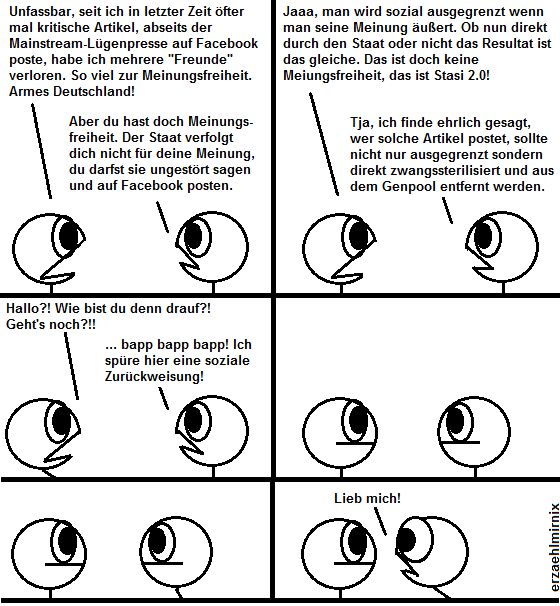 Unfassbar, seit ich in letzter Zeit öfter
mal kritische Artikel, abseits der
Mainstream-Lügenpresse auf Facebook
poste, habe ich mehrere "Freunde"
verloren. So viel zur Meinungsfreiheit.
Armes Deutschland!
Aber du hast doch Meinungs-
freiheit. Der Staat verfolgt
dich nicht für deine Meinung,
du darfst sie ungestört sagen
und auf Facebook posten.
Jaaa, man wird sozial ausgegrenzt wenn
man seine Meinung äußert. Ob nun direkt
durch den Staat oder nicht das Resultat ist
das gleiche. Das ist doch keine
Meiungsfreiheit, das ist Stasi 2.0!
Tja, ich finde ehrlich gesagt,
wer solche Artikel postet, sollte
nicht nur ausgegrenzt sondern
direkt zwangssterilisiert und aus
dem Genpool entfernt werden.
Hallo?! Wie bist du denn drauf?!
Geht's noch?!!
... bapp bapp bapp! Ich
spüre hier eine soziale
Zurückweisung!
Lieb mich!
erzaehlmirnix